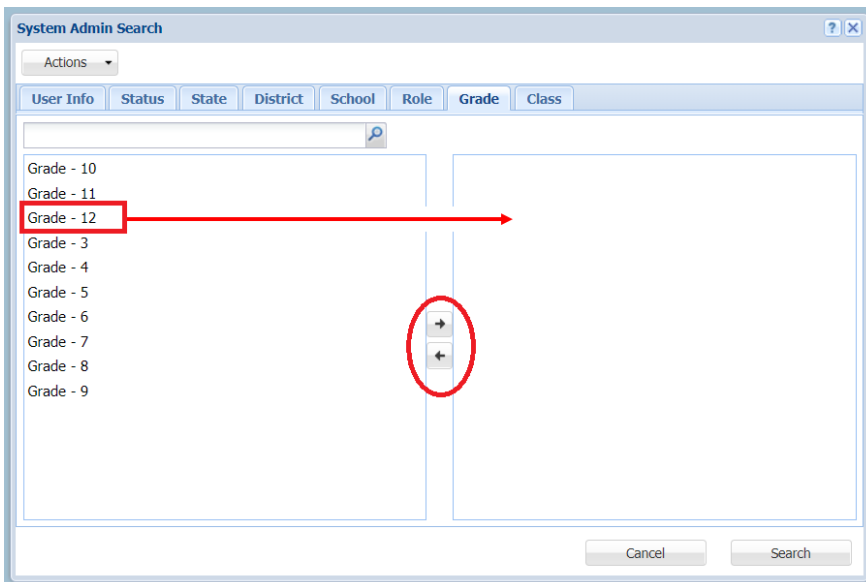 System Admin Search
Actions
User Info Status State District School Role Grade Class
Grade - 10
Grade - 11
Grade - 12
Grade - 3
Grade - 4
Grade - 5
Grade - 6
Grade - 7
Grade - 8
Grade - 9
Cancel Search